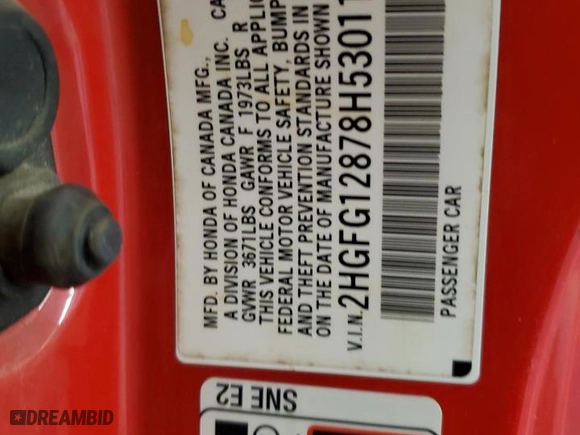 MFD. BY HONDA OF CANADA MFG.,
A DIVISION OF HONDA CANADA INC. CA
GVWR 3671LBS GAWR F 1973LBS R
THIS VEHICLE CONFORMS TO ALL APPLIC
FEDERAL MOTOR VEHICLE SAFETY, BUMP
AND THEFT PREVENTION STANDARDS IN
ON THE DATE OF MANUFACTURE SHOWN
V.I.N. 2HGFG12878H5301
PASSENGER CAR
SNE E2
DREAMBID